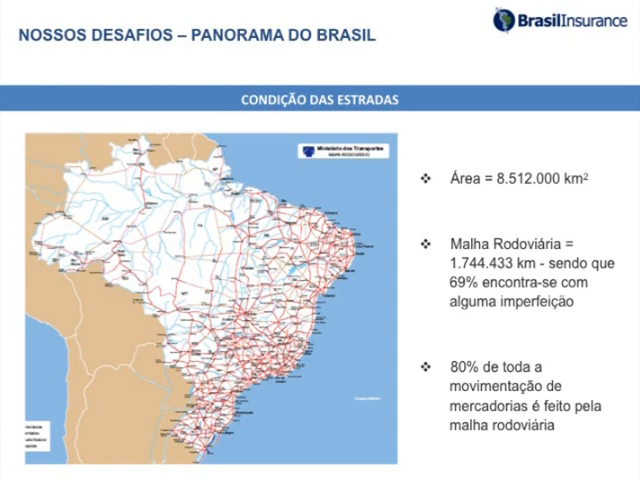 NOSSOS DESAFIOS – PANORAMA DO BRASIL
BrasilInsurance
CONDIÇÃO DAS ESTRADAS
Ministério dos Transportes
MAPA RODOVIÁRIO
❖ Área = 8.512.000 km²
❖ Malha Rodoviária =
1.744.433 km - sendo que
69% encontra-se com
alguma imperfeição
❖ 80% de toda a
movimentação de
mercadorias é feito pela
malha rodoviária